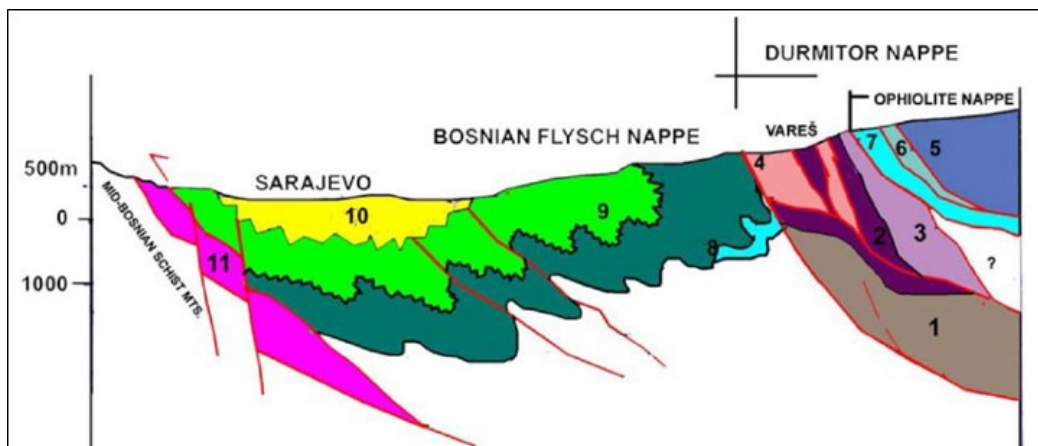 DURMITOR NAPPE
OPHIOLITE NAPPE
VAREŠ
BOSNIAN FLYSCH NAPPE
7
6
5
4
500m
SARAJEVO
10
9
0
8
2
3
?
11
1000
MID-BOSNIAN SCHIST MTS.
1